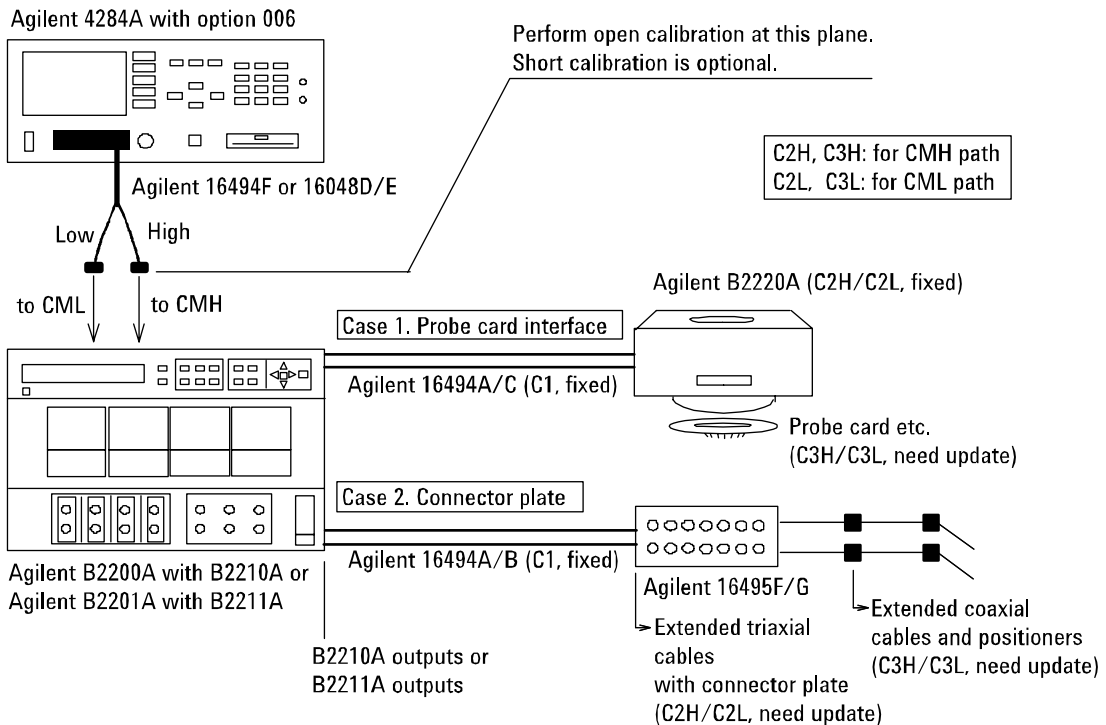 Agilent 4284A with option 006
Perform open calibration at this plane.
Short calibration is optional.
C2H, C3H: for CMH path
C2L, C3L: for CML path
Agilent 16494F or 16048D/E
Low
High
to CML
to CMH
Agilent B2220A (C2H/C2L, fixed)
Case 1. Probe card interface
Agilent 16494A/C (C1, fixed)
Probe card etc.
(C3H/C3L, need update)
Case 2. Connector plate
Agilent 16494A/B (C1, fixed)
Agilent B2200A with B2210A or
Agilent B2201A with B2211A
Agilent 16495F/G
B2210A outputs or
B2211A outputs
Extended triaxial
cables
with connector plate
(C2H/C2L, need update)
Extended coaxial
cables and positioners
(C3H/C3L, need update)